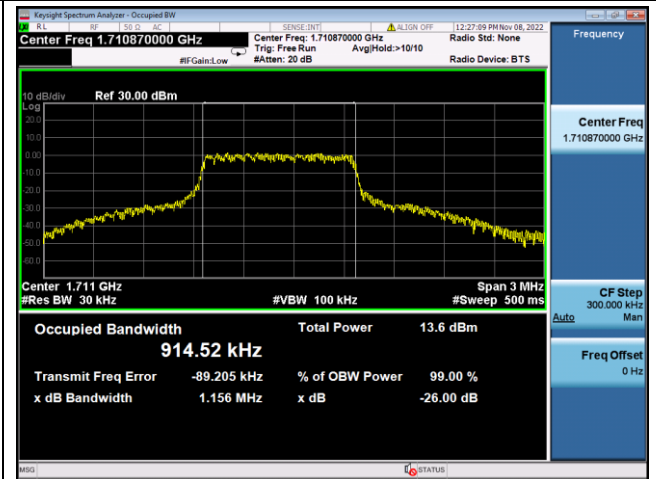 Keysight Spectrum Analyzer - Occupied BW
RL RF 50 Ω AC SENSE:INT ALIGN OFF 12:27:09 PM Nov 08, 2022
Center Freq 1.710870000 GHz
Center Freq: 1.710870000 GHz
Radio Std: None
Trig: Free Run Avg|Hold:>10/10
#IFGain:Low #Atten: 20 dB Radio Device: BTS
Frequency
10 dB/div Ref 30.00 dBm
Log
20.0
10.0
0.00
-10.0
-20.0
-30.0
-40.0
-50.0
-60.0
Center 1.711 GHz Span 3 MHz
#Res BW 30 kHz #VBW 100 kHz #Sweep 500 ms
Center Freq
1.710870000 GHz
CF Step
300.000 kHz
Auto Man
Freq Offset
0 Hz
Occupied Bandwidth Total Power 13.6 dBm
914.52 kHz
Transmit Freq Error -89.205 kHz % of OBW Power 99.00 %
x dB Bandwidth 1.156 MHz x dB -26.00 dB
MSG STATUS